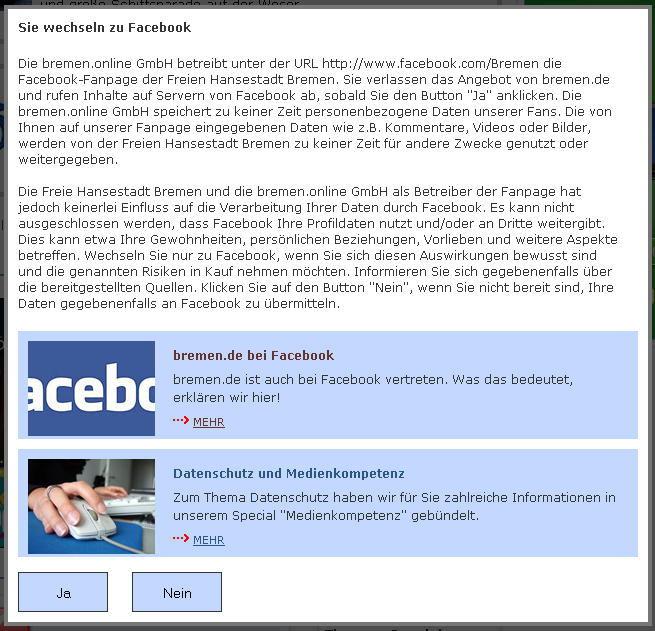 und große Schiffsparade auf der Weser
Sie wechseln zu Facebook
Die bremen.online GmbH betreibt unter der URL http://www.facebook.com/Bremen die
Facebook-Fanpage der Freien Hansestadt Bremen. Sie verlassen das Angebot von bremen.de
und rufen Inhalte auf Servern von Facebook ab, sobald Sie den Button "Ja" anklicken. Die
bremen.online GmbH speichert zu keiner Zeit personenbezogene Daten unserer Fans. Die von
Ihnen auf unserer Fanpage eingegebenen Daten wie z.B. Kommentare, Videos oder Bilder,
werden von der Freien Hansestadt Bremen zu keiner Zeit für andere Zwecke genutzt oder
weitergegeben.
Die Freie Hansestadt Bremen und die bremen.online GmbH als Betreiber der Fanpage hat
jedoch keinerlei Einfluss auf die Verarbeitung Ihrer Daten durch Facebook. Es kann nicht
ausgeschlossen werden, dass Facebook Ihre Profildaten nutzt und/oder an Dritte weitergibt.
Dies kann etwa Ihre Gewohnheiten, persönlichen Beziehungen, Vorlieben und weitere Aspekte
betreffen. Wechseln Sie nur zu Facebook, wenn Sie sich diesen Auswirkungen bewusst sind
und die genannten Risiken in Kauf nehmen möchten. Informieren Sie sich gegebenenfalls über
die bereitgestellten Quellen. Klicken Sie auf den Button "Nein", wenn Sie nicht bereit sind, Ihre
Daten gegebenenfalls an Facebook zu übermitteln.
acebo
bremen.de bei Facebook
bremen.de ist auch bei Facebook vertreten. Was das bedeutet,
erklären wir hier!
MEHR
Datenschutz und Medienkompetenz
Zum Thema Datenschutz haben wir für Sie zahlreiche Informationen in
unserem Special "Medienkompetenz" gebündelt.
MEHR
Ja Nein